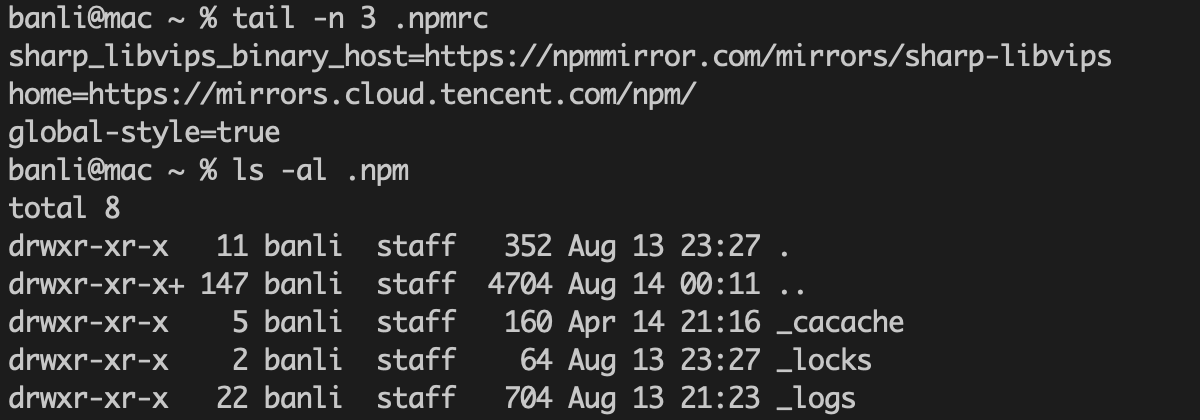 banli@mac ~ % tail -n 3 .npmrc
sharp_libvips_binary_host=https://npmmirror.com/mirrors/sharp-libvips
home=https://mirrors.cloud.tencent.com/npm/
global-style=true
banli@mac ~ % ls -al .npm
total 8
drwxr-xr-x   11 banli  staff   352 Aug 13 23:27 .
drwxr-xr-x+ 147 banli  staff  4704 Aug 14 00:11 ..
drwxr-xr-x    5 banli  staff   160 Apr 14 21:16 _cacache
drwxr-xr-x    2 banli  staff    64 Aug 13 23:27 _locks
drwxr-xr-x   22 banli  staff   704 Aug 13 21:23 _logs